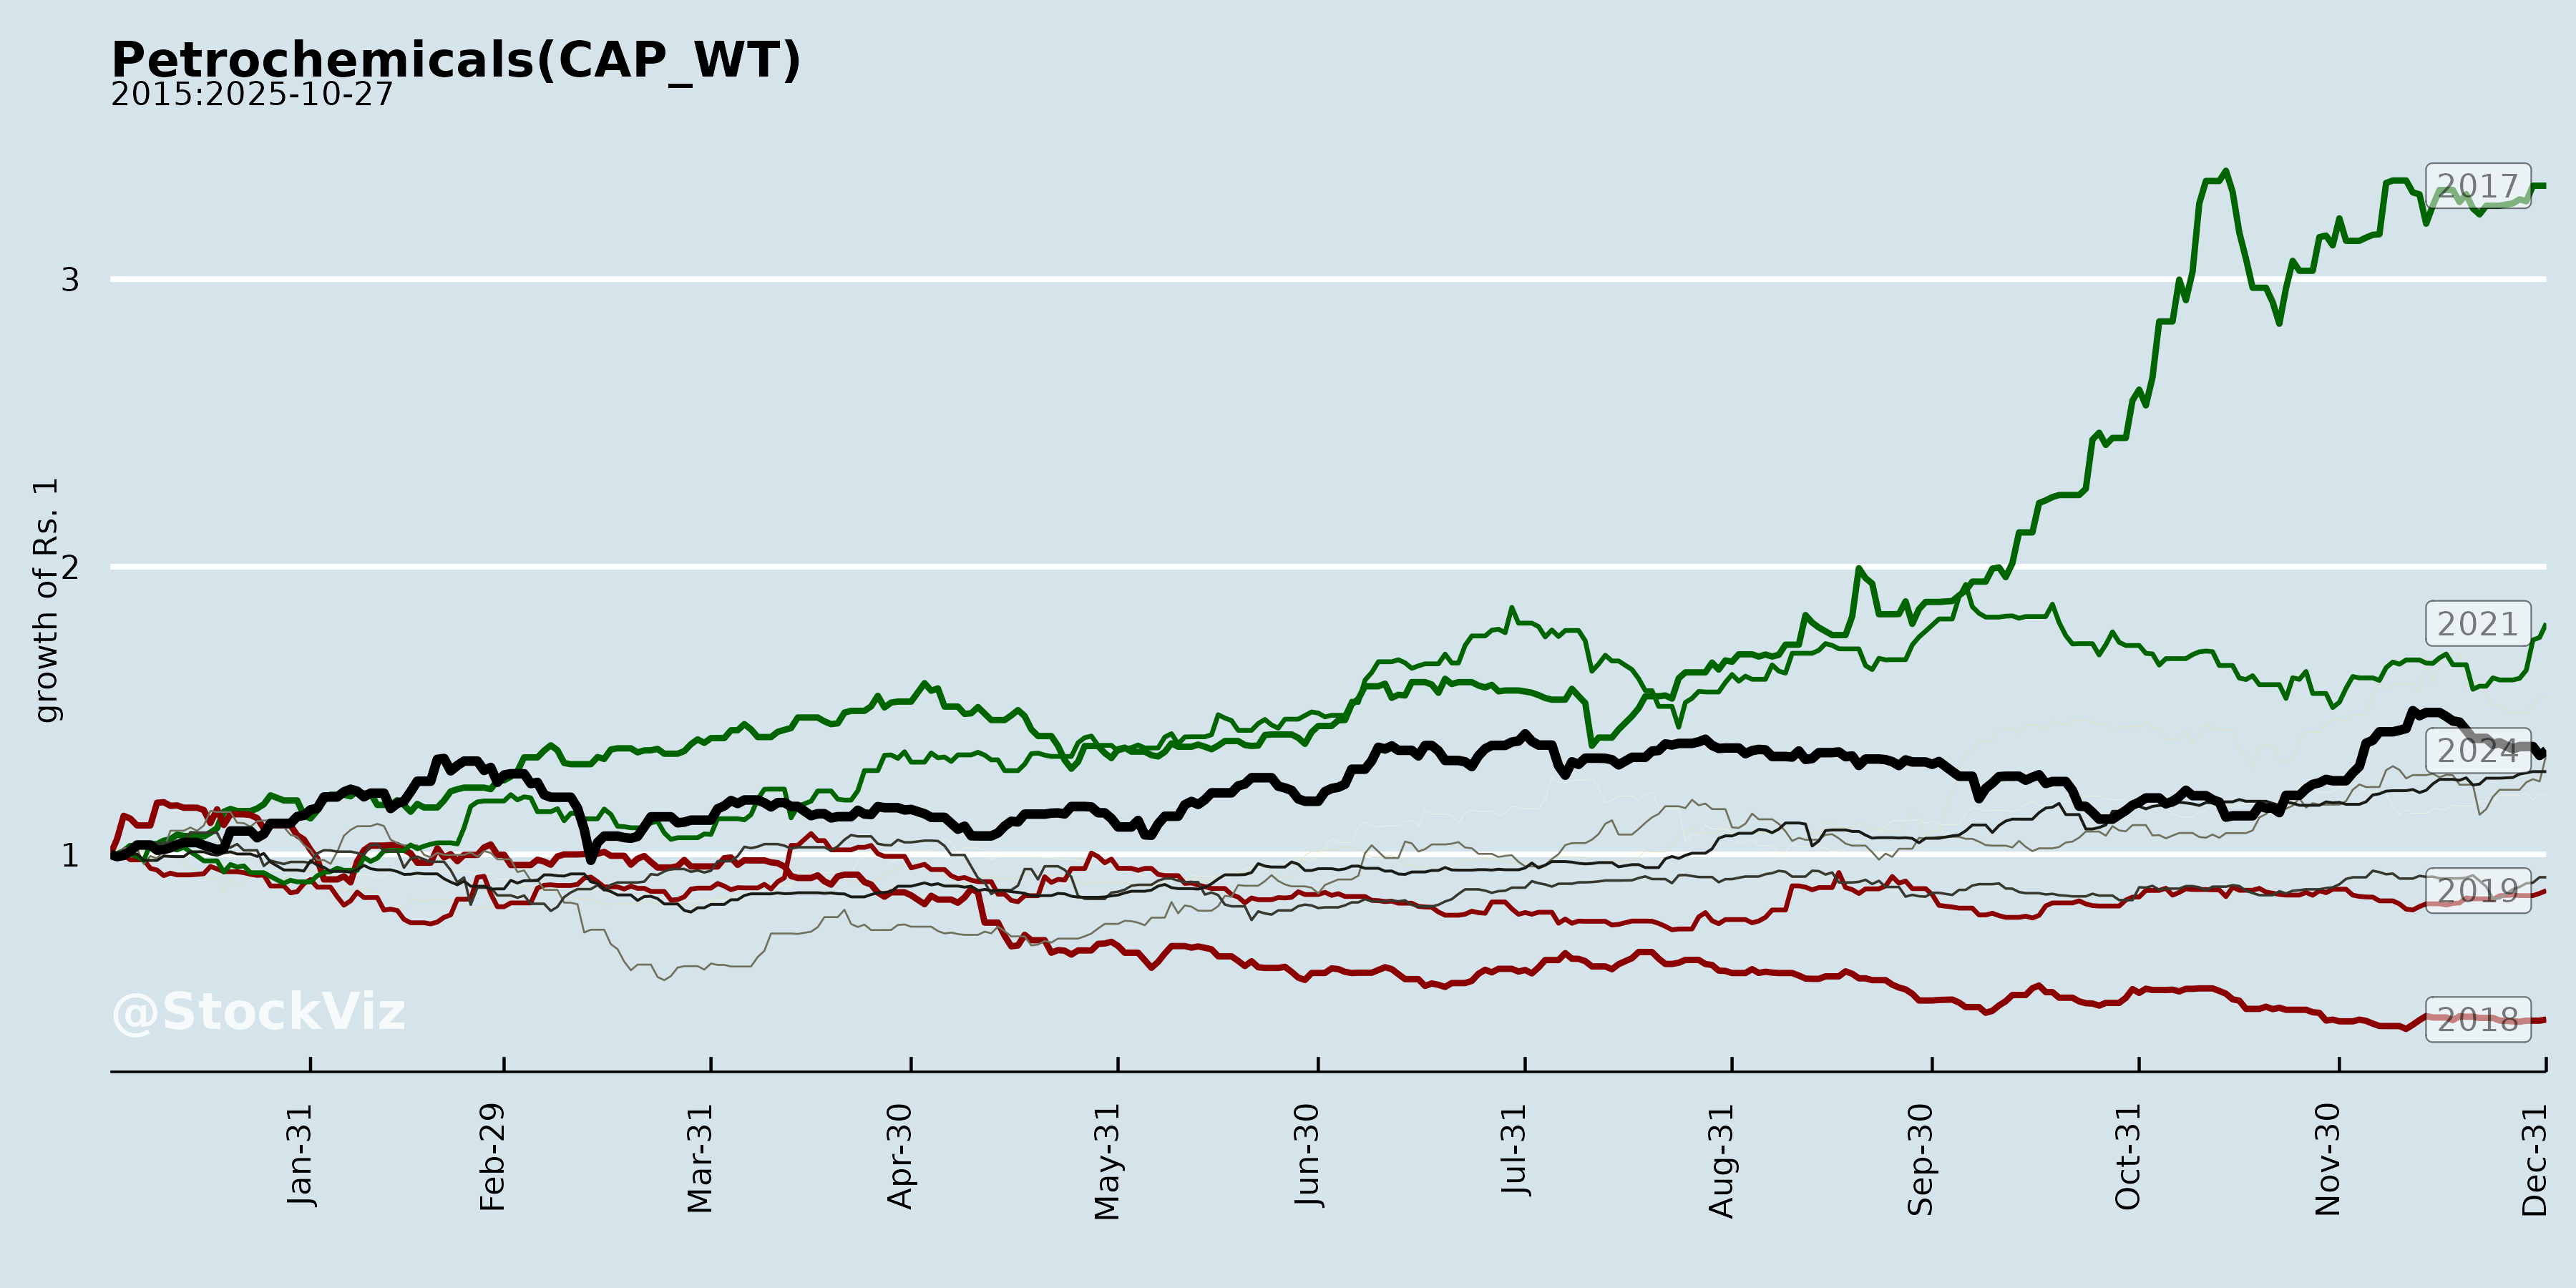 Petrochemicals(CAP_WT)
2015:2025-10-27
growth of Rs. 1
3
2
1
2017
2021
2024
2019
2018
@StockViz
Jan-31
Feb-29
Mar-31
Apr-30
May-31
Jun-30
Jul-31
Aug-31
Sep-30
Oct-31
Nov-30
Dec-31